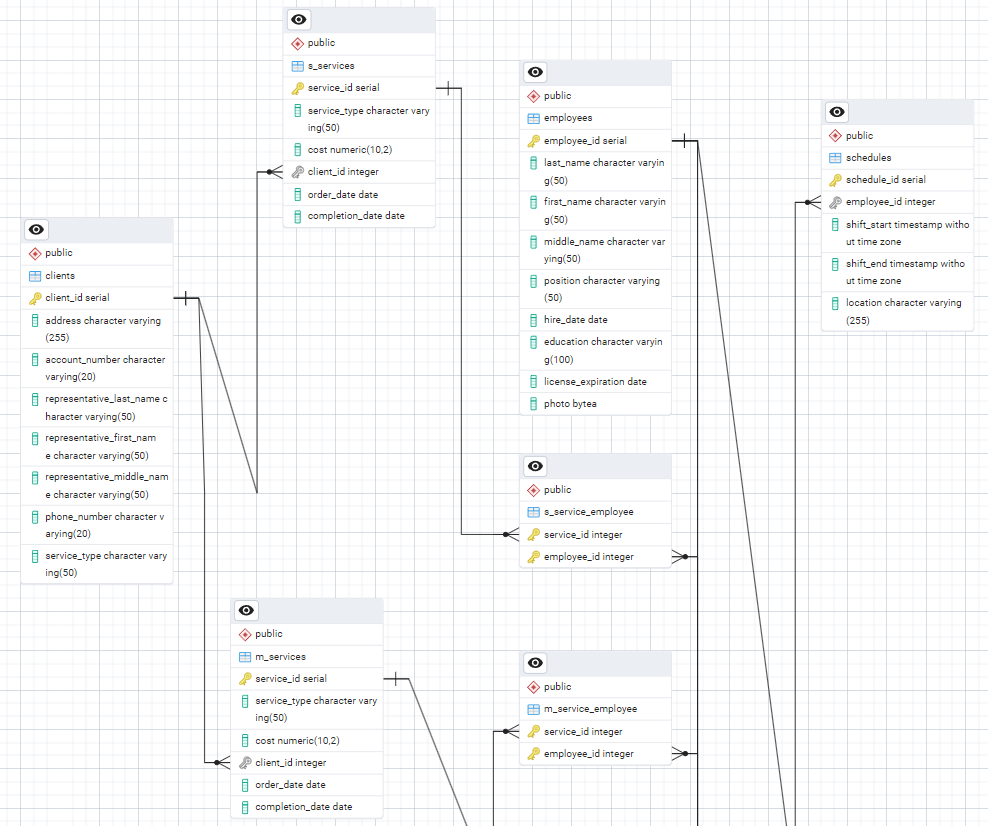 public
s_services
service_id serial
service_type character vary
ing(50)
cost numeric(10,2)
client_id integer
order_date date
completion_date date
public
employees
employee_id serial
last_name character varyin
g(50)
first_name character varyin
g(50)
middle_name character var
ying(50)
position character varying
(50)
hire_date date
education character varyin
g(100)
license_expiration date
photo bytea
public
schedules
schedule_id serial
employee_id integer
shift_start timestamp witho
ut time zone
shift_end timestamp witho
ut time zone
location character varying
(255)
public
clients
client_id serial
address character varying
(255)
account_number character
varying(20)
representative_last_name c
haracter varying(50)
representative_first_nam
e character varying(50)
representative_middle_nam
e character varying(50)
phone_number character v
arying(20)
service_type character vary
ing(50)
public
s_service_employee
service_id integer
employee_id integer
public
m_services
service_id serial
service_type character vary
ing(50)
cost numeric(10,2)
client_id integer
order_date date
completion_date date
public
m_service_employee
service_id integer
employee_id integer